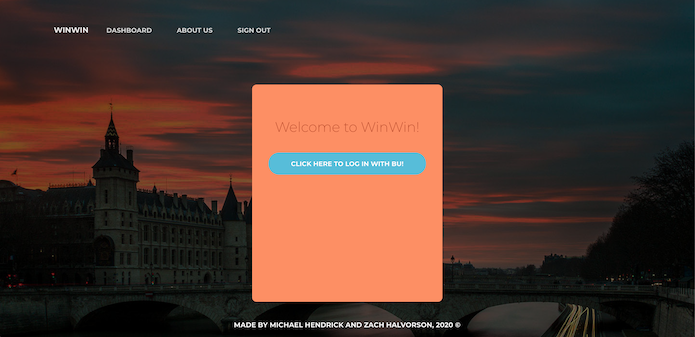 WINWIN DASHBOARD ABOUT US SIGN OUT
Welcome to WinWin!
CLICK HERE TO LOG IN WITH BU!
MADE BY MICHAEL HENDRICK AND ZACH HALVORSON, 2020 ©